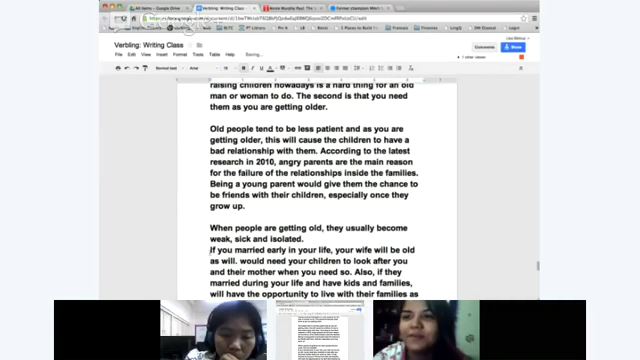 Verbling: Writing Class
File Edit View Insert Format Tools Table Help
Comments Share
Normal text
1 other viewer
raising children nowadays is a hard thing for an old
man or woman to do. The second is that you need
them as you are getting older.
Old people tend to be less patient and as you are
getting older, this will cause the children to have a
bad relationship with them. According to the latest
research in 2010, angry parents are the main reason
for the failure of the relationships inside the families.
Being a young parent would give them the chance to
be friends with their children, especially once they
grow up.
When people are getting old, they usually become
weak, sick and isolated.
If you married early in your life, your wife will be old
as will. would need your children to look after you
and their mother when you need so. Also, if they
married during your life and have kids and families,
will have the opportunity to live with their families as